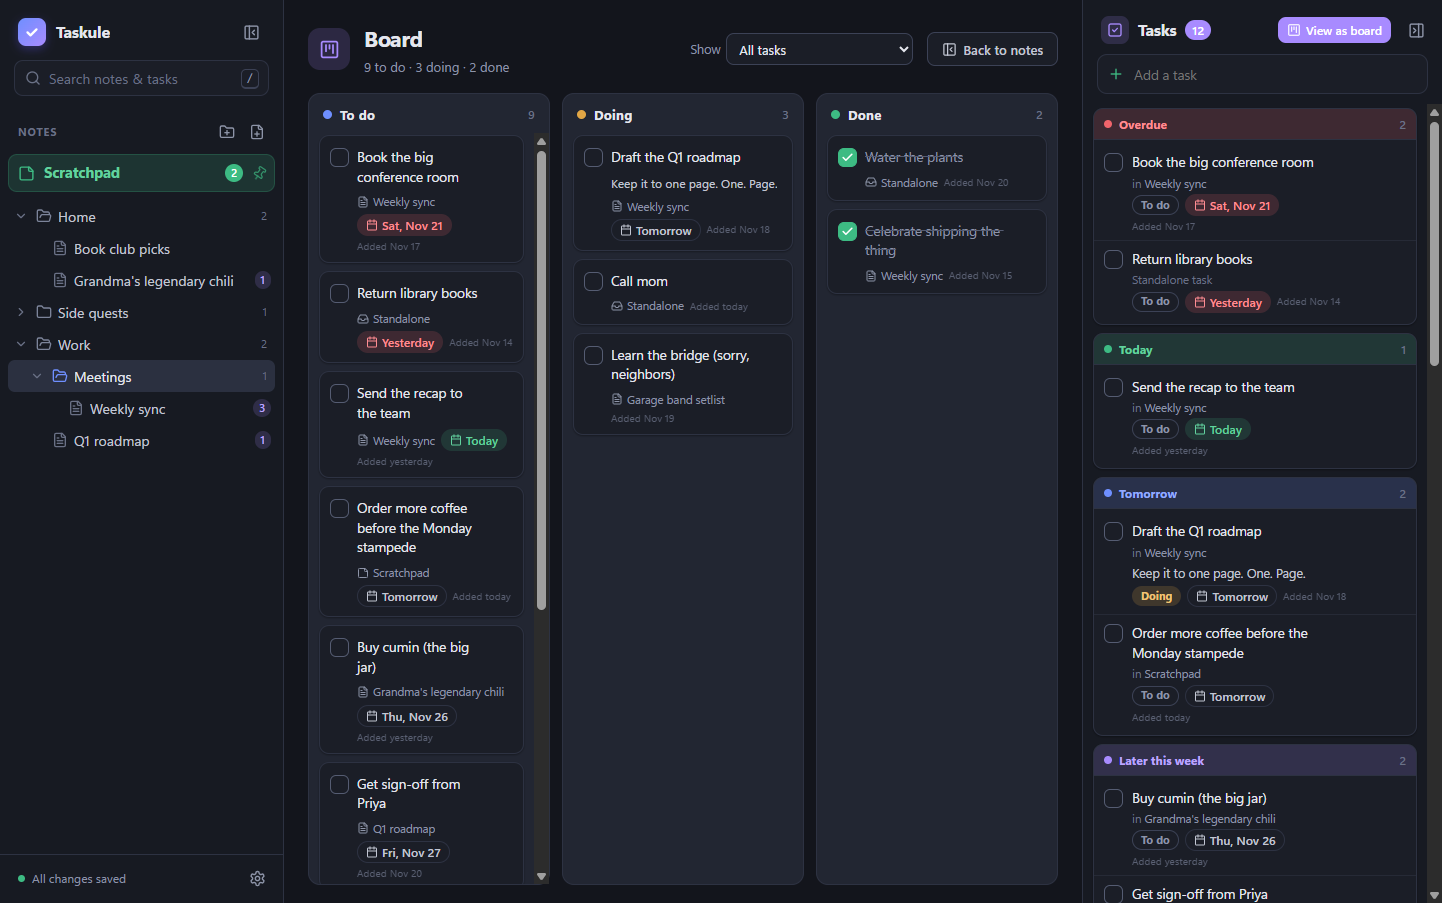 Taskule
Search notes & tasks /
NOTES
Scratchpad 2
Home 2
Book club picks
Grandma's legendary chili 1
Side quests 1
Work 2
Meetings 1
Weekly sync 3
Q1 roadmap 1
All changes saved
Board
9 to do · 3 doing · 2 done
Show All tasks
Back to notes
To do 9
Book the big
conference room
Weekly sync
Sat, Nov 21
Added Nov 17
Return library books
Standalone
Yesterday Added Nov 14
Send the recap to
the team
Weekly sync Today
Added yesterday
Order more coffee
before the Monday
stampede
Scratchpad
Tomorrow Added today
Buy cumin (the big
jar)
Grandma's legendary chili
Thu, Nov 26
Added yesterday
Get sign-off from
Priya
Q1 roadmap
Fri, Nov 27
Added Nov 20
Doing 3
Draft the Q1 roadmap
Keep it to one page. One. Page.
Weekly sync
Tomorrow Added Nov 18
Call mom
Standalone Added today
Learn the bridge (sorry,
neighbors)
Garage band setlist
Added Nov 19
Done 2
Water the plants
Standalone Added Nov 20
Celebrate shipping the
thing
Weekly sync Added Nov 15
Tasks 12
View as board
Add a task
Overdue 2
Book the big conference room
in Weekly sync
To do Sat, Nov 21
Added Nov 17
Return library books
Standalone task
To do Yesterday Added Nov 14
Today 1
Send the recap to the team
in Weekly sync
To do Today
Added yesterday
Tomorrow 2
Draft the Q1 roadmap
in Weekly sync
Keep it to one page. One. Page.
Doing Tomorrow Added Nov 18
Order more coffee before the
Monday stampede
in Scratchpad
To do Tomorrow
Added today
Later this week 2
Buy cumin (the big jar)
in Grandma's legendary chili
To do Thu, Nov 26
Added yesterday
Get sign-off from Priya